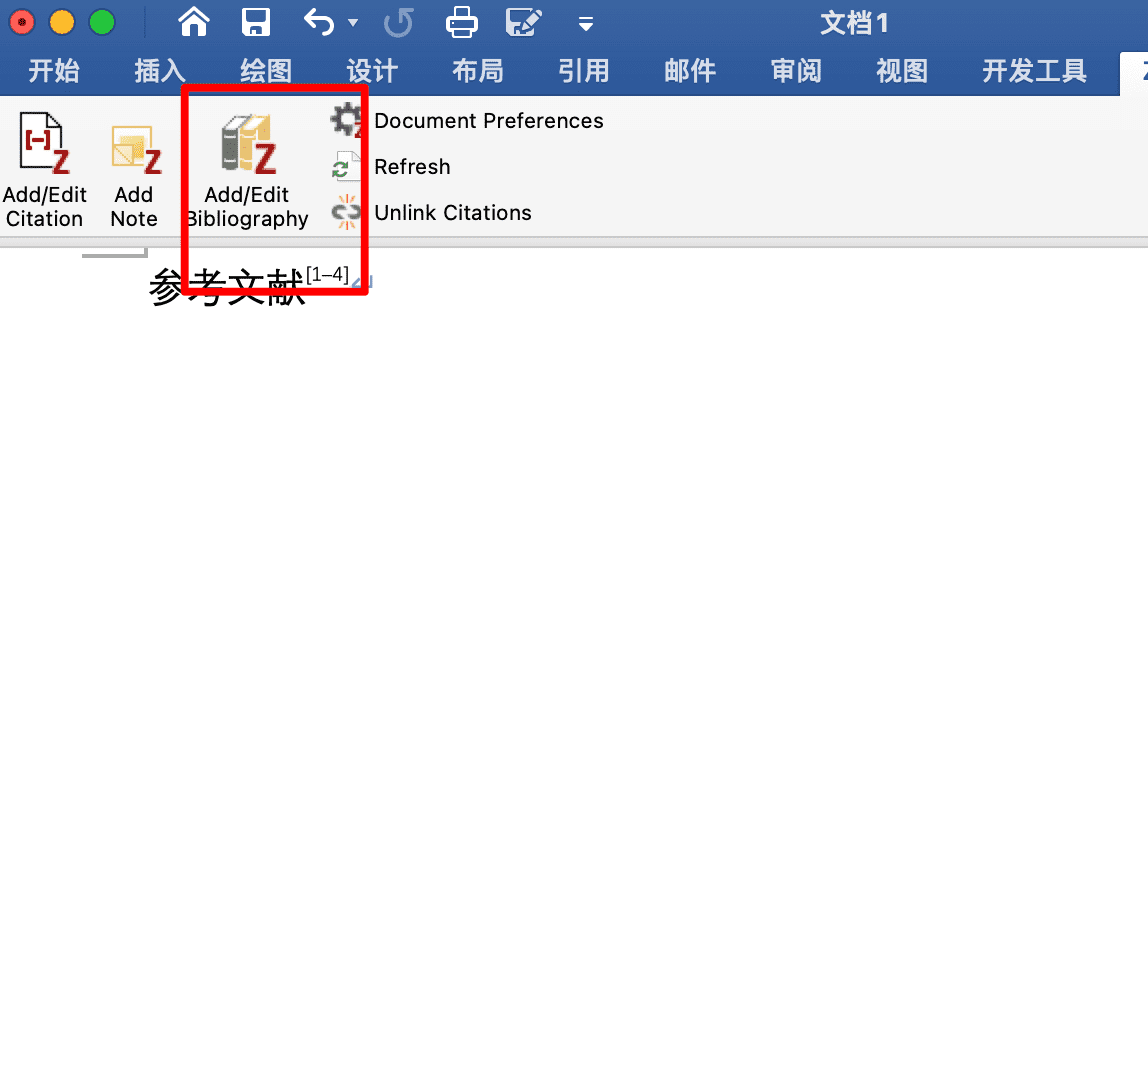 文档1
开始 插入 绘图 设计 布局 引用 邮件 审阅 视图 开发工具
Add/Edit Citation
Add Note
Add/Edit Bibliography
Document Preferences
Refresh
Unlink Citations
参考文献[1–4]